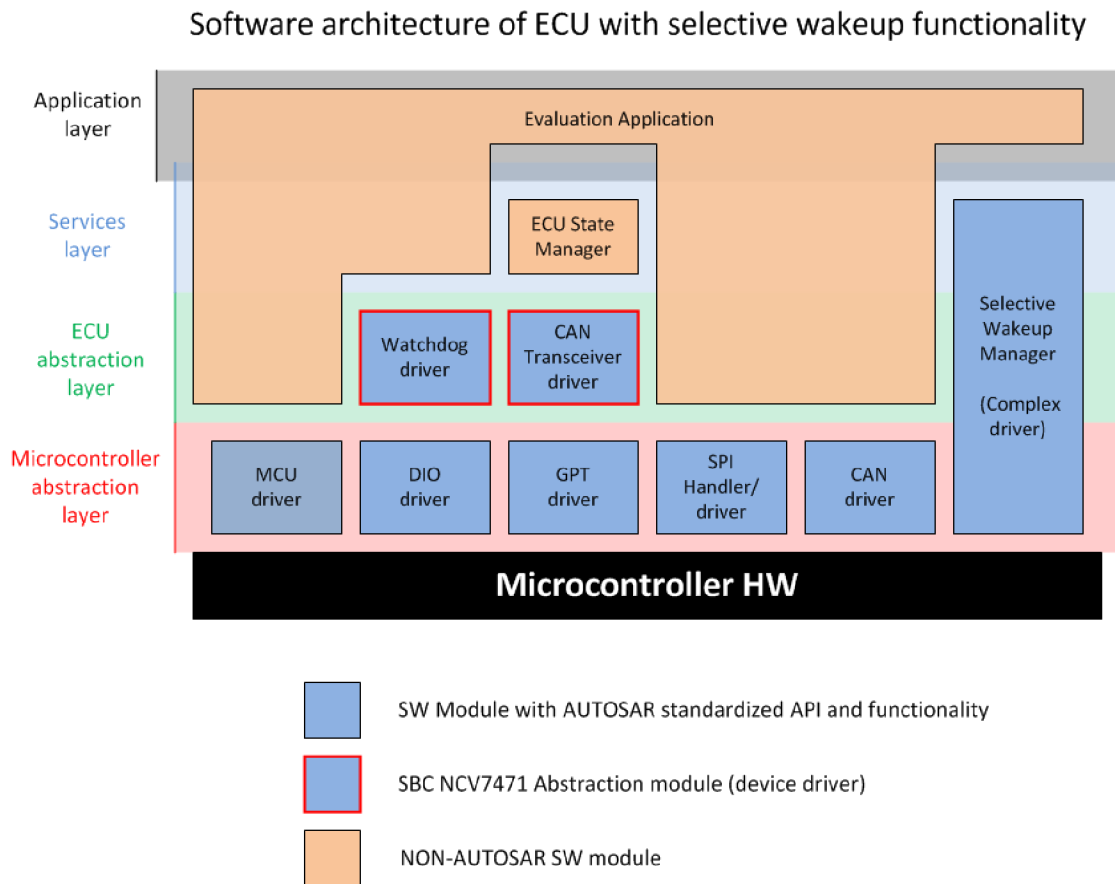 Software architecture of ECU with selective wakeup functionality
Application
layer
Evaluation Application
Services
layer
ECU State
Manager
ECU
abstraction
layer
Watchdog
driver
CAN
Transceiver
driver
Selective
Wakeup
Manager
(Complex
driver)
Microcontroller
abstraction
layer
MCU
driver
DIO
driver
GPT
driver
SPI
Handler/
driver
CAN
driver
Microcontroller HW
SW Module with AUTOSAR standardized API and functionality
SBC NCV7471 Abstraction module (device driver)
NON-AUTOSAR SW module